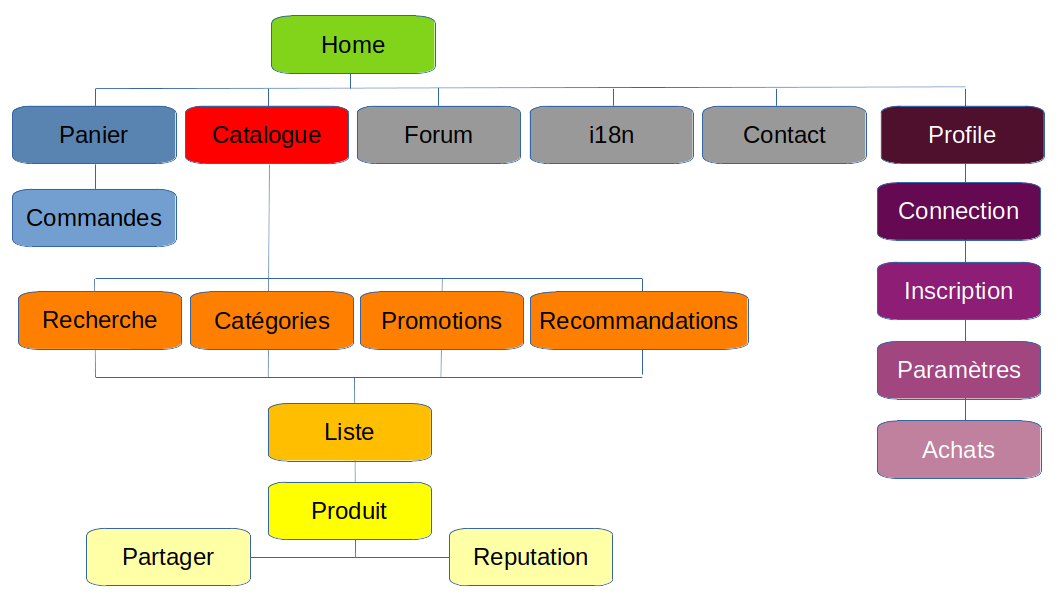 Home
Panier
Catalogue
Forum
i18n
Contact
Profile
Commandes
Connection
Inscription
Recherche
Catégories
Promotions
Recommandations
Paramètres
Liste
Achats
Produit
Partager
Reputation